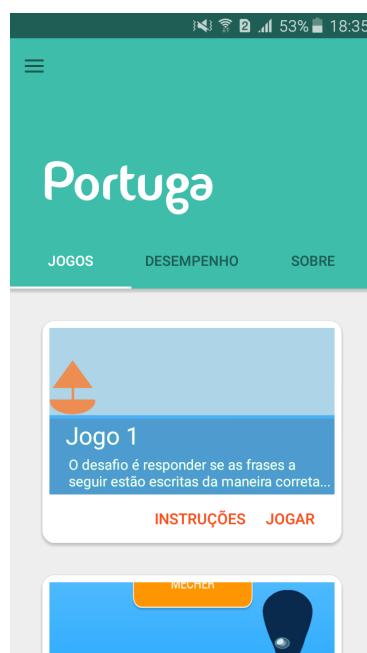 2 53% 18:35
Portuga
JOGOS DESEMPENHO SOBRE
Jogo 1
O desafio é responder se as frases a
seguir estão escritas da maneira correta...
INSTRUÇÕES JOGAR
MECHER